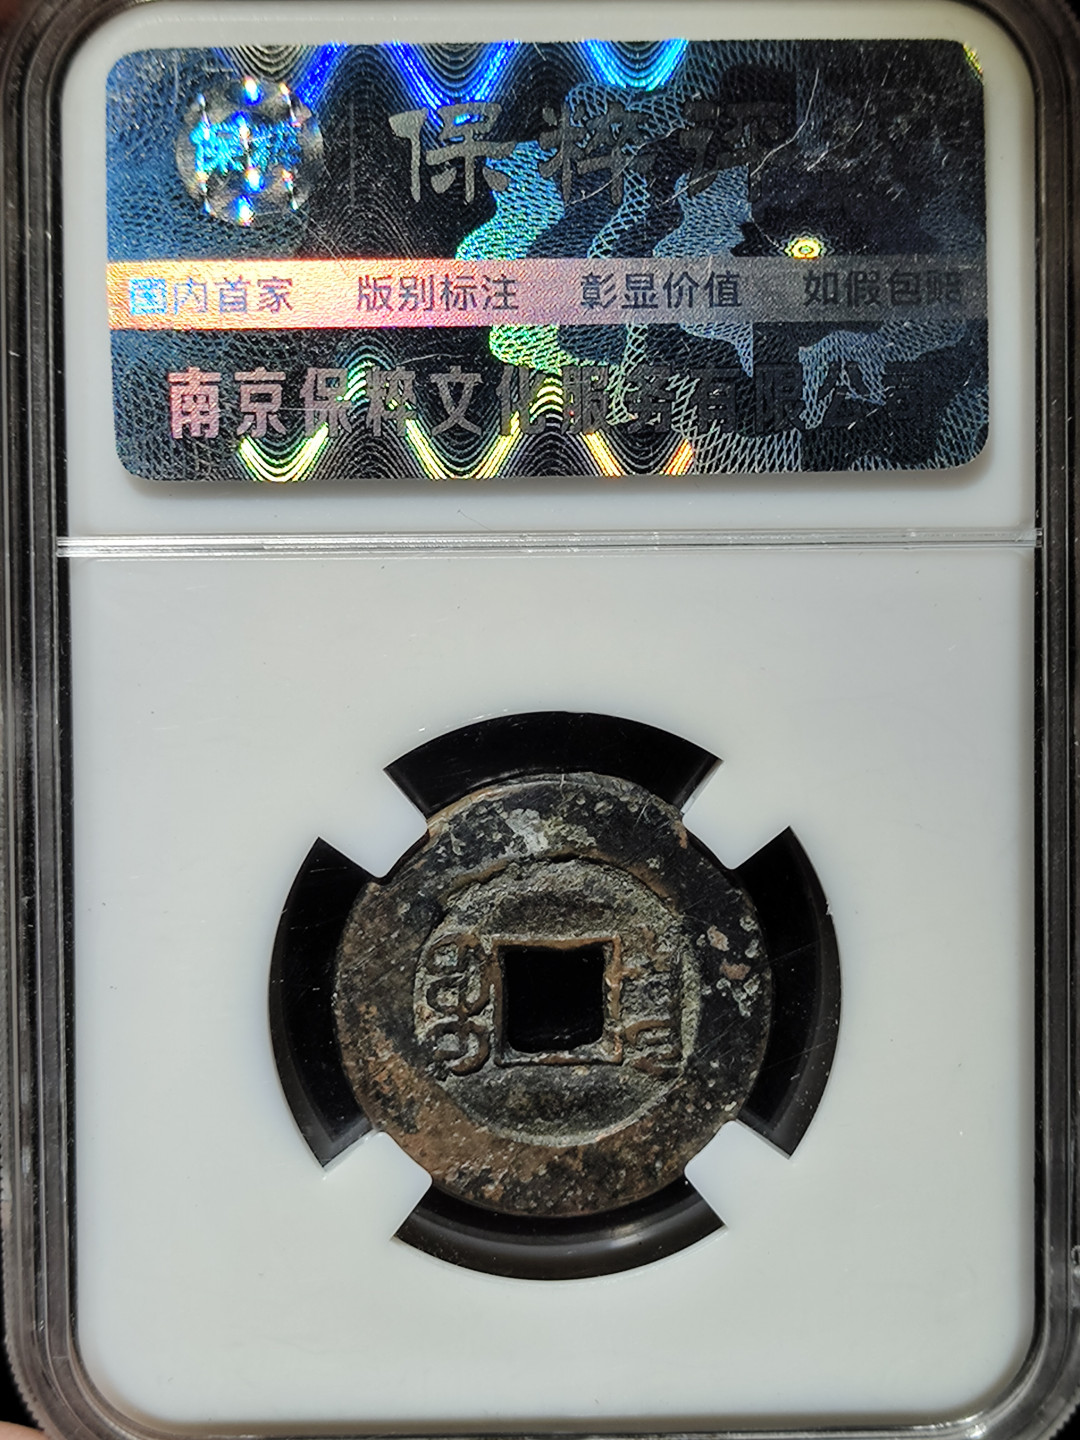 保粹评
国内首家 版别标注 彰显价值 如假包赔
南京保粹文化服务有限公司